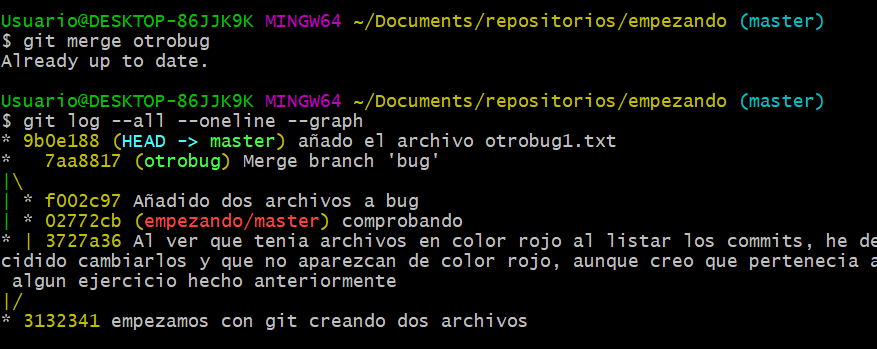 Usuario@DESKTOP-86JJK9K MINGW64 ~/Documents/repositorios/empezando (master)
$ git merge otrobug
Already up to date.
Usuario@DESKTOP-86JJK9K MINGW64 ~/Documents/repositorios/empezando (master)
$ git log --all --oneline --graph
* 9b0e188 (HEAD -> master) añado el archivo otrobug1.txt
*   7aa8817 (otrobug) Merge branch 'bug'
|\
| * f002c97 Añadido dos archivos a bug
| * 02772cb (empezando/master) comprobando
* | 3727a36 Al ver que tenia archivos en color rojo al listar los commits, he de
cidido cambiarlos y que no aparezcan de color rojo, aunque creo que pertenecia a
 algun ejercicio hecho anteriormente
|/
* 3132341 empezamos con git creando dos archivos